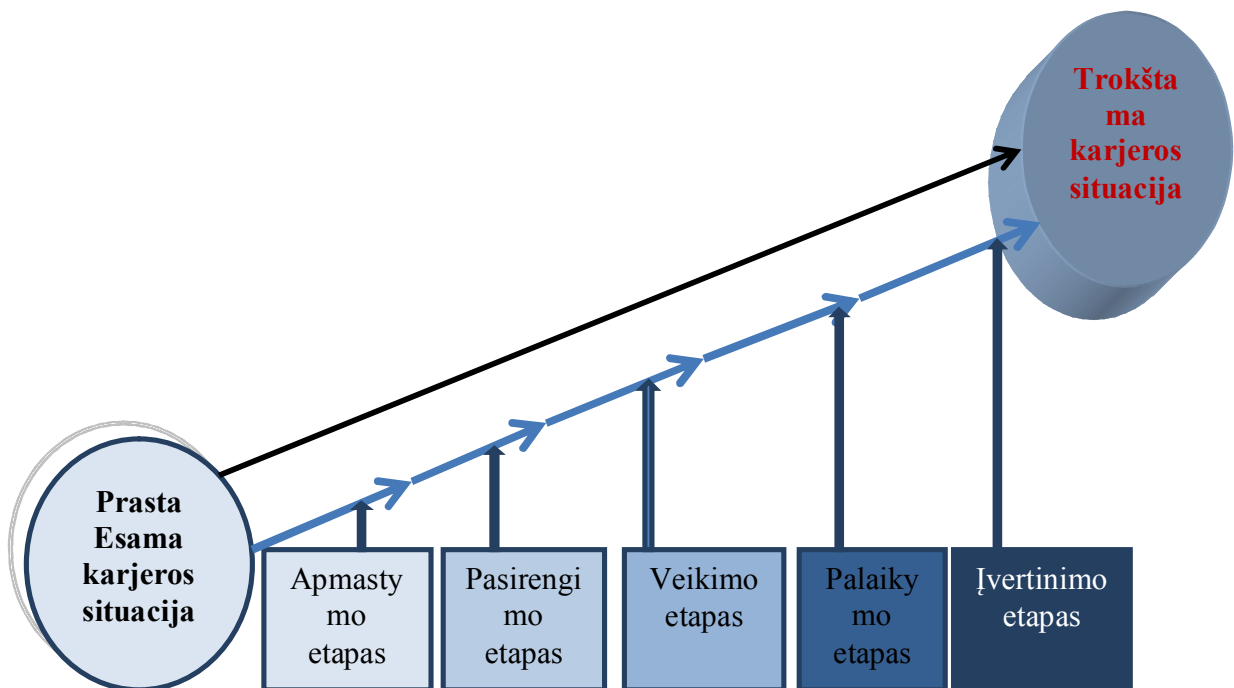 Trokšta
ma
karjeros
situacija
Prasta
Esama
karjeros
situacija
Apmasty
mo
etapas
Pasirengi
mo
etapas
Veikimo
etapas
Palaiky
mo
etapas
Įvertinimo
etapas